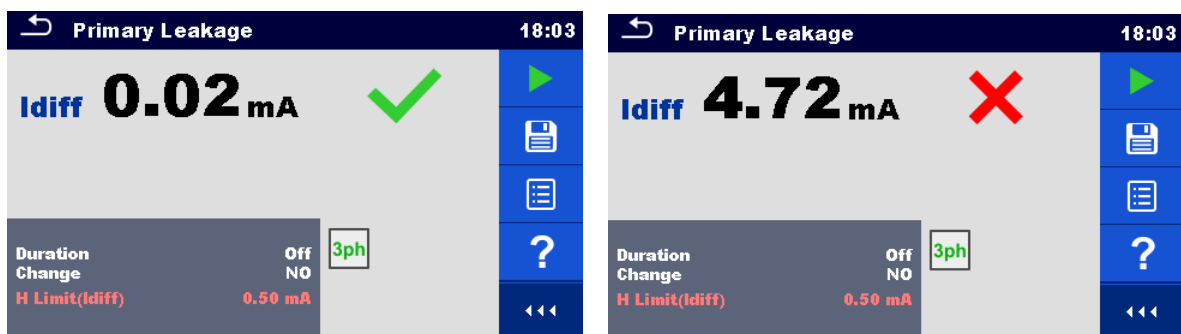 Primary Leakage 18:03
Idiff 0.02 mA
Duration Off
Change NO
H Limit(Idiff) 0.50 mA
3ph
?
Primary Leakage 18:03
Idiff 4.72 mA
Duration Off
Change NO
H Limit(Idiff) 0.50 mA
3ph
?